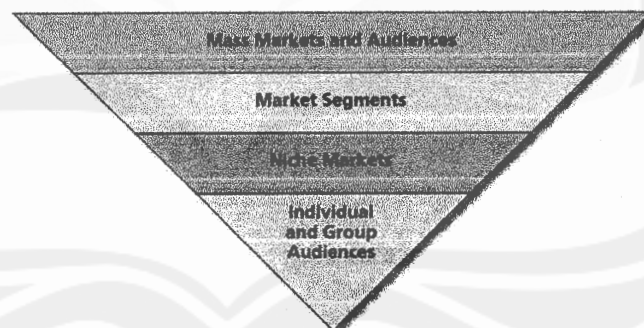 Mass Markets and Audiences
Market Segments
Niche Markets
Individual
and Group
Audiences